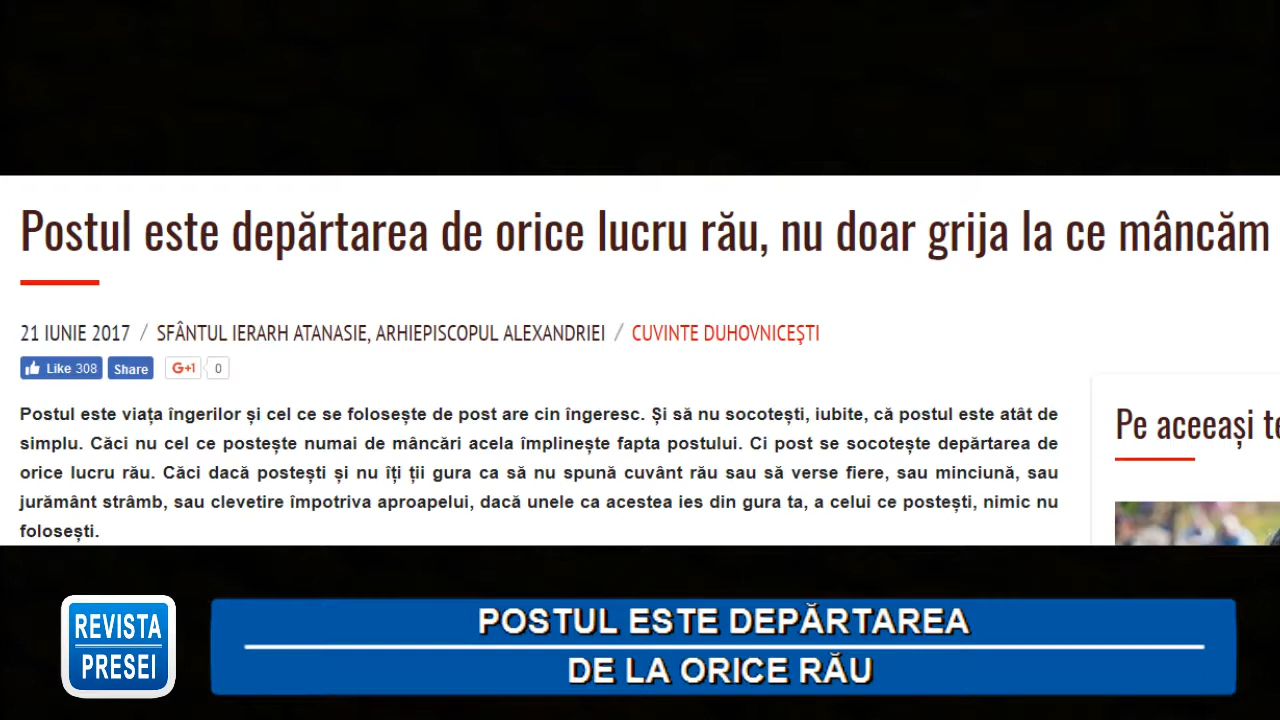 Postul este depărtarea de orice lucru rău, nu doar grija la ce mâncăm
21 IUNIE 2017 / SFÂNTUL IERARH ATANASIE, ARHIEPISCOPUL ALEXANDRIEI / CUVINTE DUHOVNICEȘTI
Like 308 Share G+1 0
Postul este viața îngerilor și cel ce se folosește de post are cin îngeresc. Și să nu socotești, iubite, că postul este atât de
simplu. Căci nu cel ce postește numai de mâncări acela împlinește fapta postului. Ci post se socotește depărtarea de
orice lucru rău. Căci dacă postești și nu îți ții gura ca să nu spună cuvânt rău sau să verse fiere, sau minciună, sau
jurământ strâmb, sau clevetire împotriva aproapelui, dacă unele ca acestea ies din gura ta, a celui ce postești, nimic nu
folosești.
Pe aceeași te
REVISTA
PRESEI
POSTUL ESTE DEPĂRTAREA
DE LA ORICE RĂU